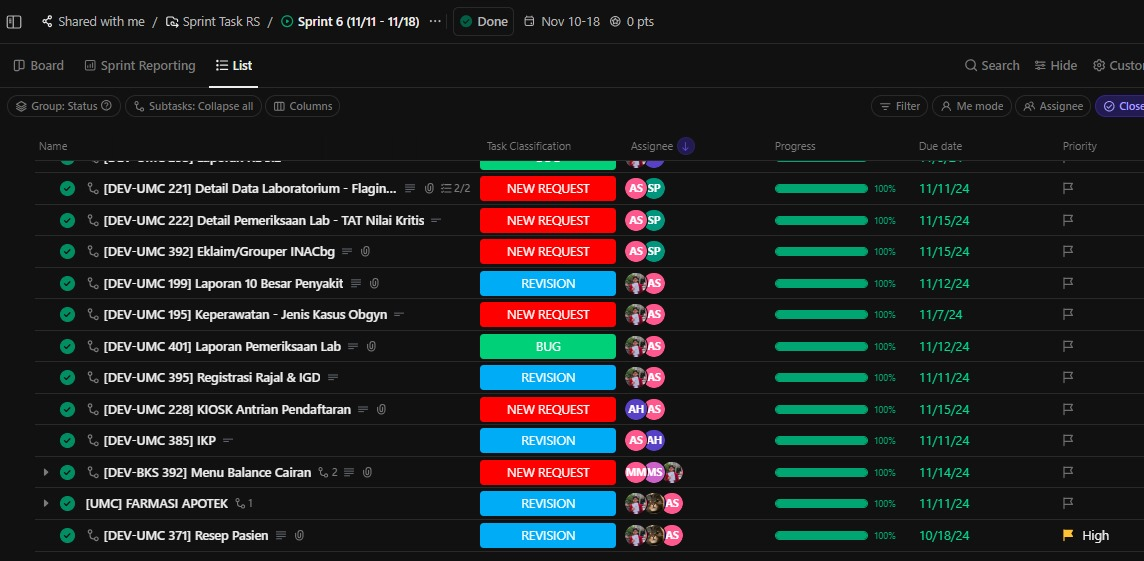 Shared with me / Sprint Task RS / Sprint 6 (11/11 - 11/18) ... Done Nov 10-18 0 pts
Board Sprint Reporting List Search Hide
Group: Status Subtasks: Collapse all Columns Filter Me mode Assignee
Name Task Classification Assignee Progress Due date Priority
[DEV-UMC 221] Detail Data Laboratorium - Flagin... 2/2 NEW REQUEST AS SP 100% 11/11/24
[DEV-UMC 222] Detail Pemeriksaan Lab - TAT Nilai Kritis NEW REQUEST AS SP 100% 11/15/24
[DEV-UMC 392] Eklaim/Grouper INACbg NEW REQUEST AS SP 100% 11/15/24
[DEV-UMC 199] Laporan 10 Besar Penyakit REVISION AS 100% 11/12/24
[DEV-UMC 195] Keperawatan - Jenis Kasus Obgyn NEW REQUEST AS 100% 11/7/24
[DEV-UMC 401] Laporan Pemeriksaan Lab BUG AS 100% 11/12/24
[DEV-UMC 395] Registrasi Rajal & IGD REVISION AS 100% 11/12/24
[DEV-UMC 228] KIOSK Antrian Pendaftaran NEW REQUEST AH AS 100% 11/15/24
[DEV-UMC 385] IKP REVISION AS AH 100% 11/11/24
[DEV-BKS 392] Menu Balance Cairan 2 NEW REQUEST MM MS 100% 11/14/24
[UMC] FARMASI APOTEK 1 REVISION AS 100% 11/11/24
[DEV-UMC 371] Resep Pasien REVISION AS 100% 10/18/24 High